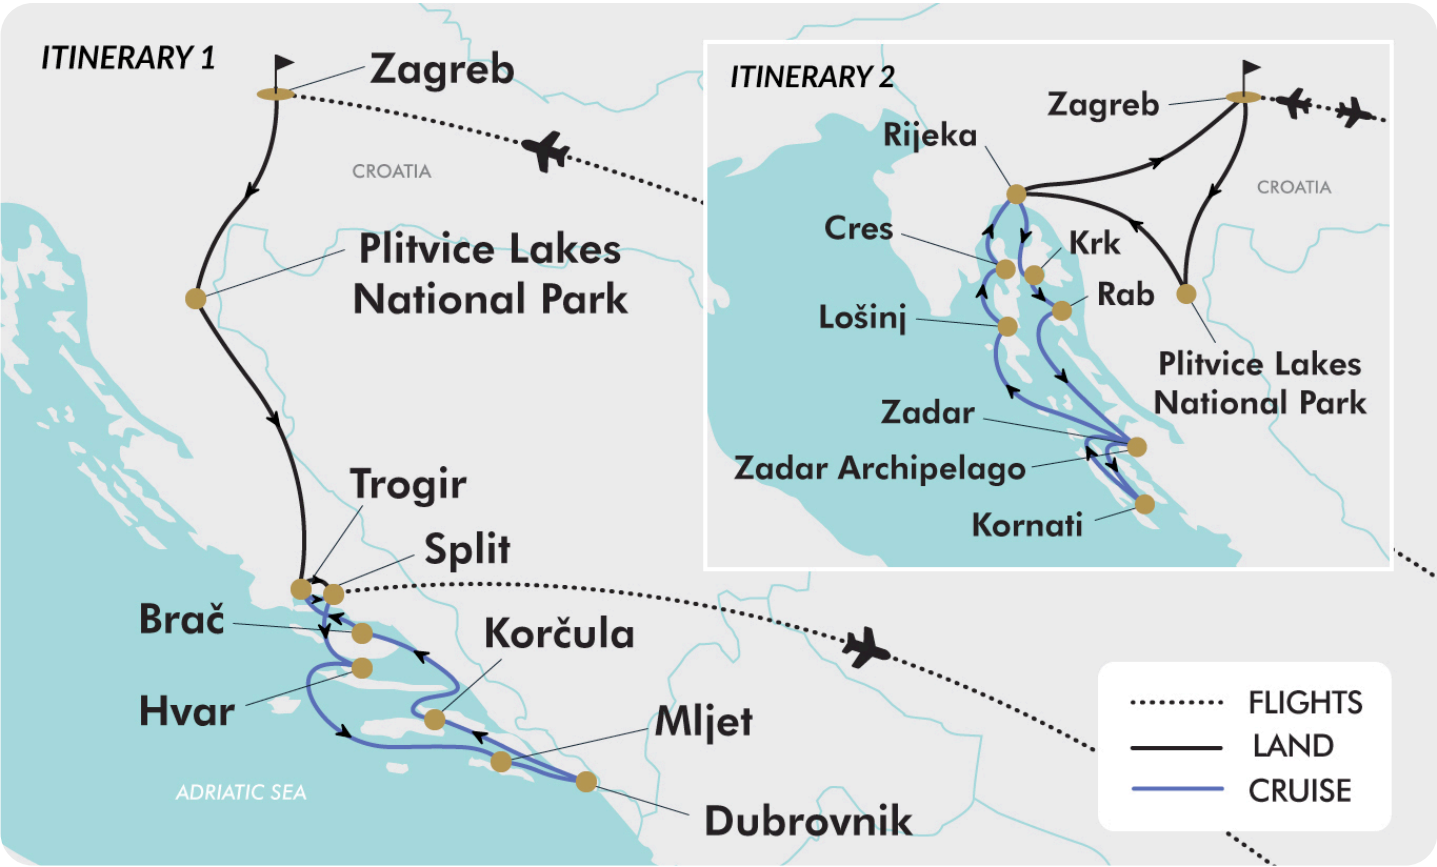 ITINERARY 1
Zagreb
CROATIA
Plitvice Lakes
National Park
Trogir
Split
Brač
Korčula
Hvar
Mljet
ADRIATIC SEA
Dubrovnik
ITINERARY 2
Zagreb
Rijeka
CROATIA
Cres
Krk
Rab
Lošinj
Plitvice Lakes
National Park
Zadar
Zadar Archipelago
Kornati
FLIGHTS
LAND
CRUISE